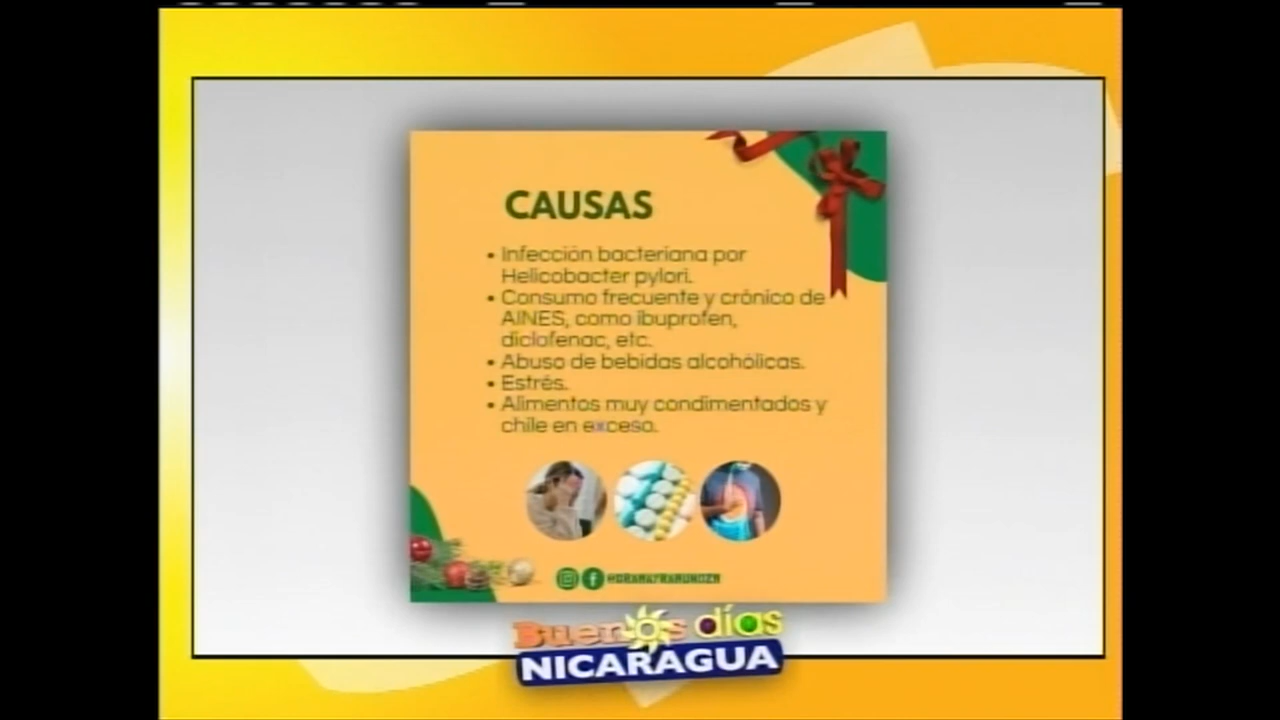 CAUSAS
• Infección bacteriana por
Helicobacter pylori.
• Consumo frecuente y crónico de
AINES, como ibuprofen,
diclofenac, etc.
• Abuso de bebidas alcohólicas.
• Estrés.
• Alimentos muy condimentados y
chile en exceso.
Buenos días
NICARAGUA